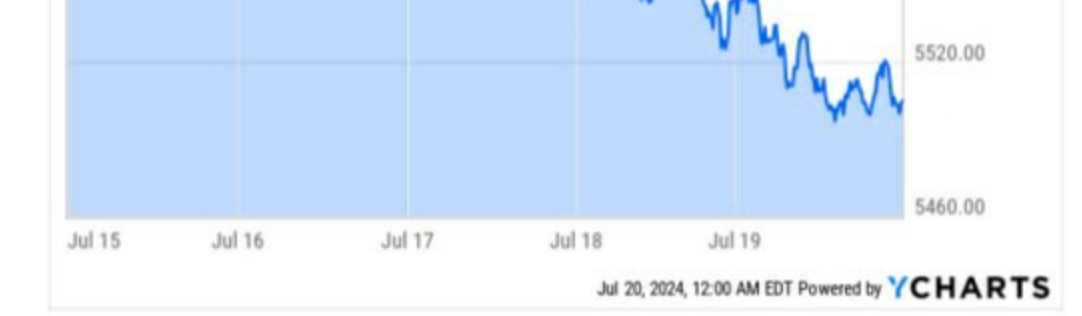 5520.00
5460.00
Jul 15 Jul 16 Jul 17 Jul 18 Jul 19
Jul 20, 2024, 12:00 AM EDT Powered by YCHARTS